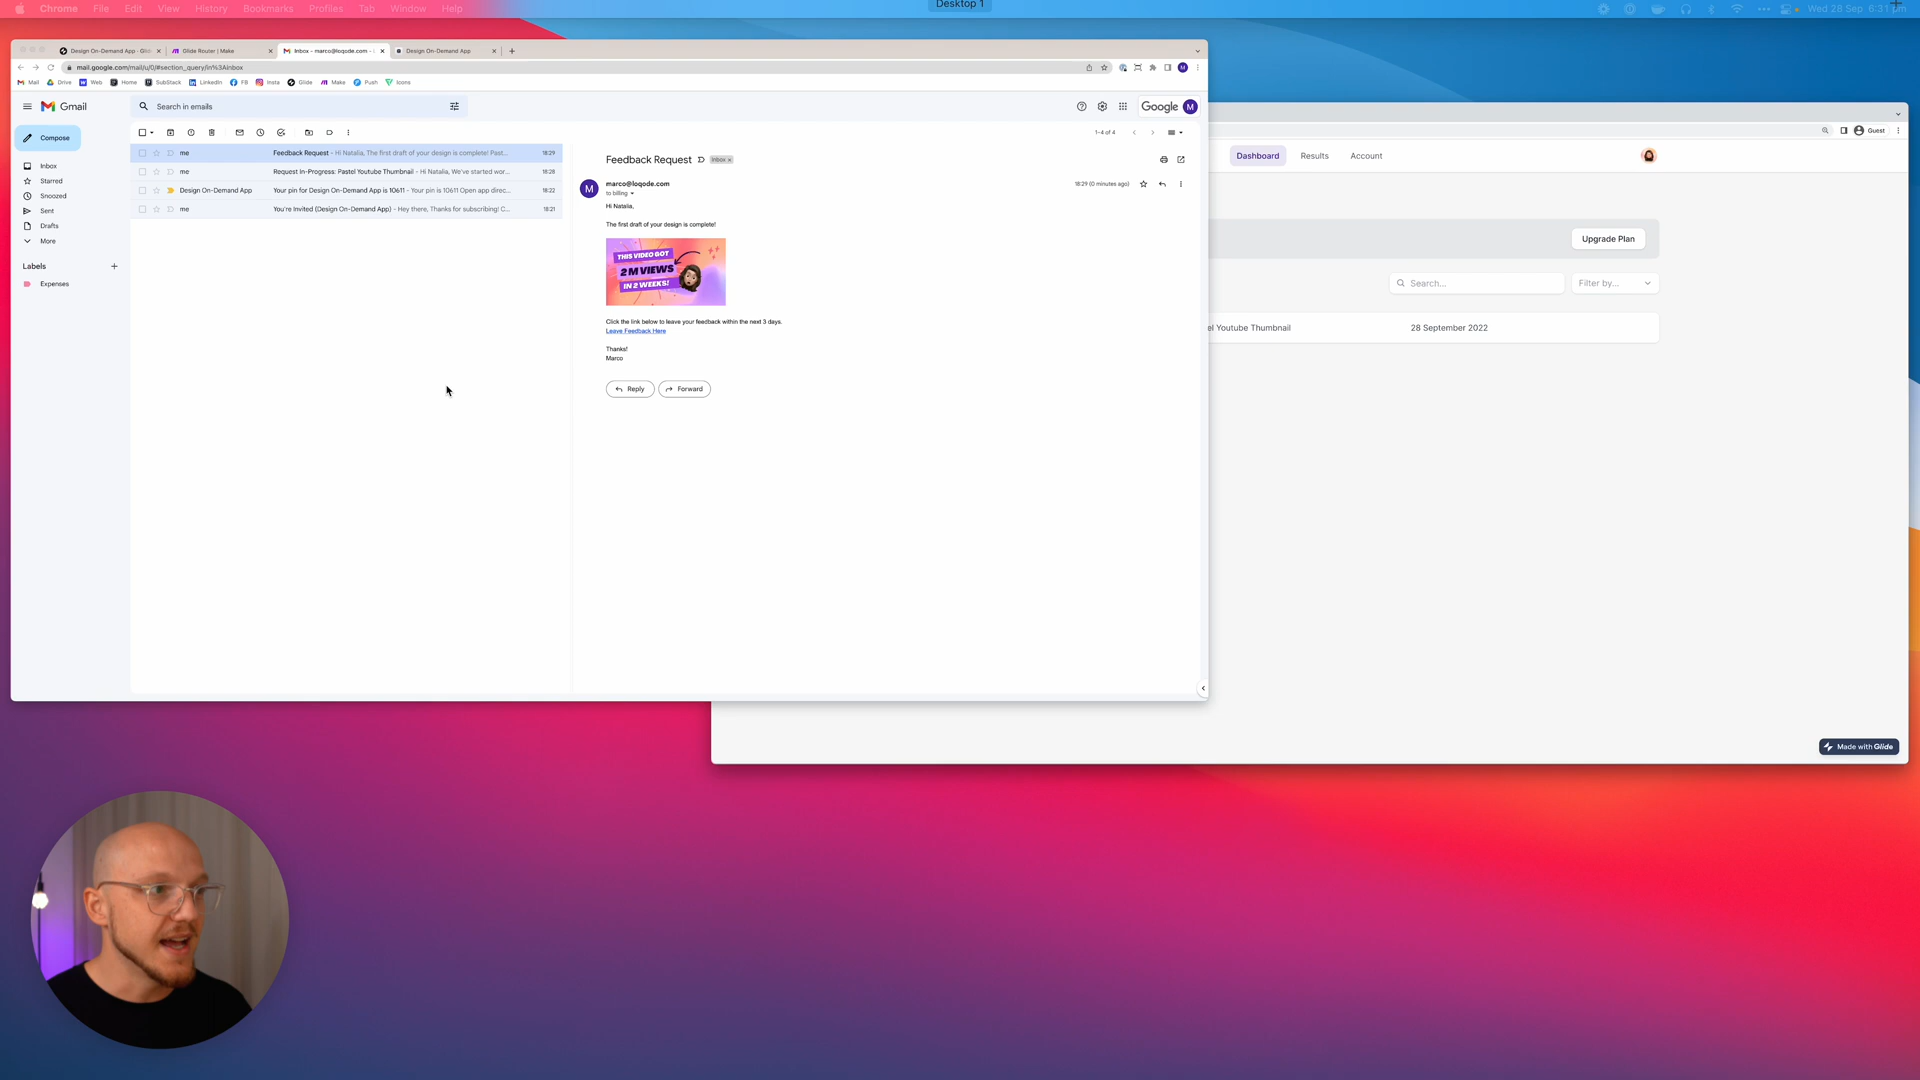 Chrome File Edit View History Bookmarks Profiles Tab Window Help
Desktop 1
Wed 28 Sep 6:31 pm
Design On-Demand App - Glid
Glide Router | Make
Inbox - marco@loqode.com -
Design On-Demand App
mail.google.com/mail/u/0/#section_query/in%3Ainbox
Mail Drive Web Home SubStack LinkedIn FB Insta Glide Make Push Icons
Gmail
Search in emails
Google M
Compose
1-4 of 4
Inbox
Starred
Snoozed
Sent
Drafts
More
Labels
Expenses
me Feedback Request - Hi Natalia, The first draft of your design is complete! Past... 18:29
me Request In-Progress: Pastel Youtube Thumbnail - Hi Natalia, We've started wor... 18:28
Design On-Demand App Your pin for Design On-Demand App is 10611 - Your pin is 10611 Open app direc... 18:22
me You're Invited (Design On-Demand App) - Hey there, Thanks for subscribing! C... 18:21
Feedback Request Inbox x
M marco@loqode.com 18:29 (0 minutes ago)
to billing
Hi Natalia,
The first draft of your design is complete!
THIS VIDEO GOT
2 M VIEWS
IN 2 WEEKS!
Click the link below to leave your feedback within the next 3 days.
Leave Feedback Here
Thanks!
Marco
Reply Forward
Guest
Dashboard Results Account
Upgrade Plan
Search... Filter by...
el Youtube Thumbnail 28 September 2022
Made with Glide